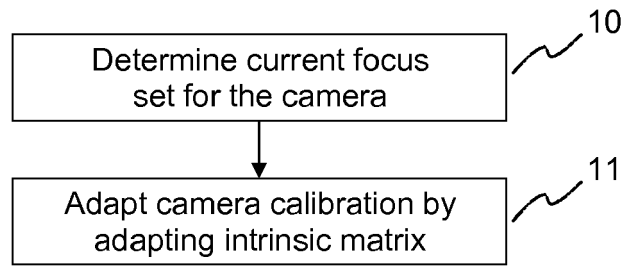 10
Determine current focus
set for the camera
11
Adapt camera calibration by
adapting intrinsic matrix